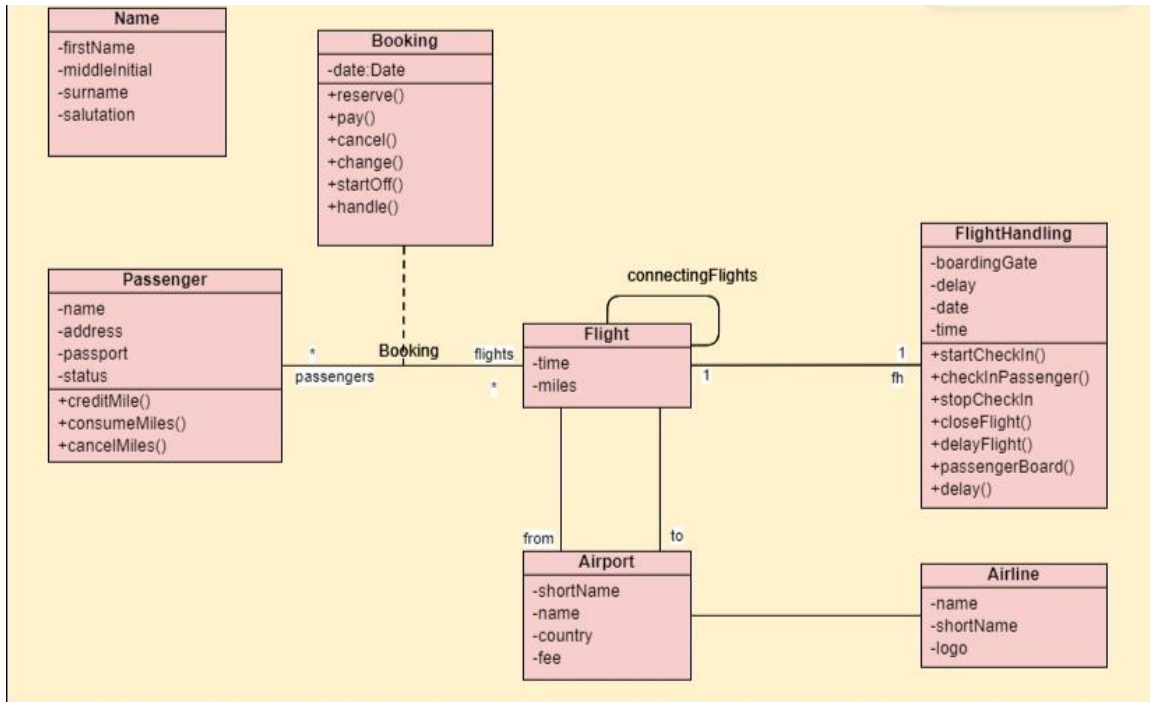 Name
-firstName
-middleInitial
-surname
-salutation
Booking
-date:Date
+reserve()
+pay()
+cancel()
+change()
+startOff()
+handle()
Passenger
-name
-address
-passport
-status
+creditMile()
+consumeMiles()
+cancelMiles()
*
passengers
Booking
flights
*
connectingFlights
Flight
-time
-miles
1
1
fh
FlightHandling
-boardingGate
-delay
-date
-time
+startCheckIn()
+checkInPassenger()
+stopCheckIn
+closeFlight()
+delayFlight()
+passengerBoard()
+delay()
from
to
Airport
-shortName
-name
-country
-fee
Airline
-name
-shortName
-logo